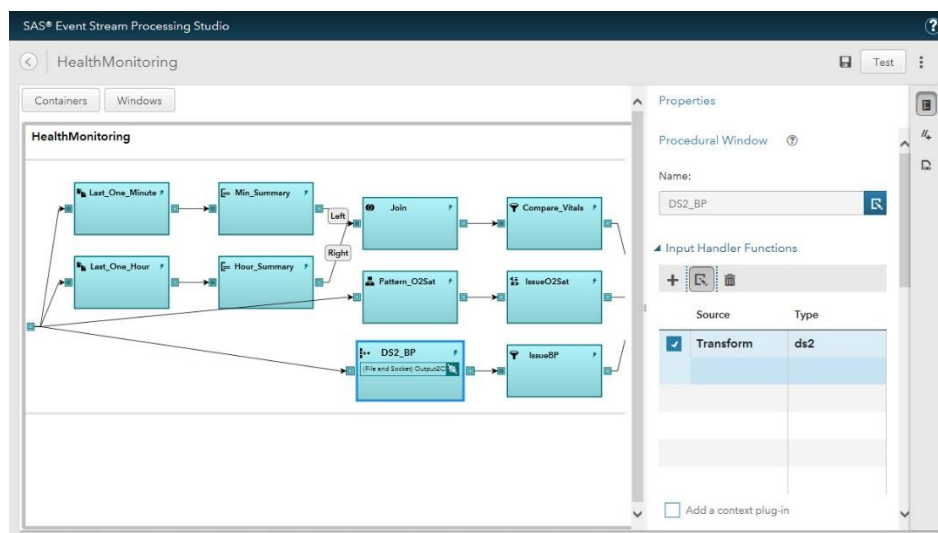 SAS® Event Stream Processing Studio
HealthMonitoring
Test
Containers
Windows
HealthMonitoring
Last_One_Minute
Min_Summary
Left
Join
Compare_Vitals
Right
Last_One_Hour
Hour_Summary
Pattern_O2Sat
IssueO2Sat
DS2_BP
(File and Socket) Output2C
IssueBP
Properties
Procedural Window
Name:
DS2_BP
Input Handler Functions
Source Type
Transform ds2
Add a context plug-in